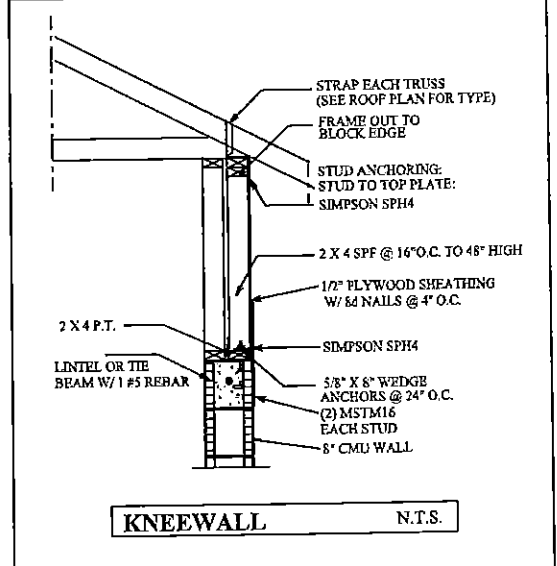 STRAP EACH TRUSS
(SEE ROOF PLAN FOR TYPE)
FRAME OUT TO
BLOCK EDGE
STUD ANCHORING:
STUD TO TOP PLATE:
SIMPSON SPH4
2 X 4 SPF @ 16" O.C. TO 48" HIGH
1/2" PLYWOOD SHEATHING
W/ 8d NAILS @ 4" O.C.
2 X 4 P.T.
SIMPSON SPH4
LINTEL OR TIE
BEAM W/ 1 #5 REBAR
5/8" X 8" WEDGE
ANCHORS @ 24" O.C.
(2) MSTM16
EACH STUD
8" CMU WALL
KNEEWALL N.T.S.